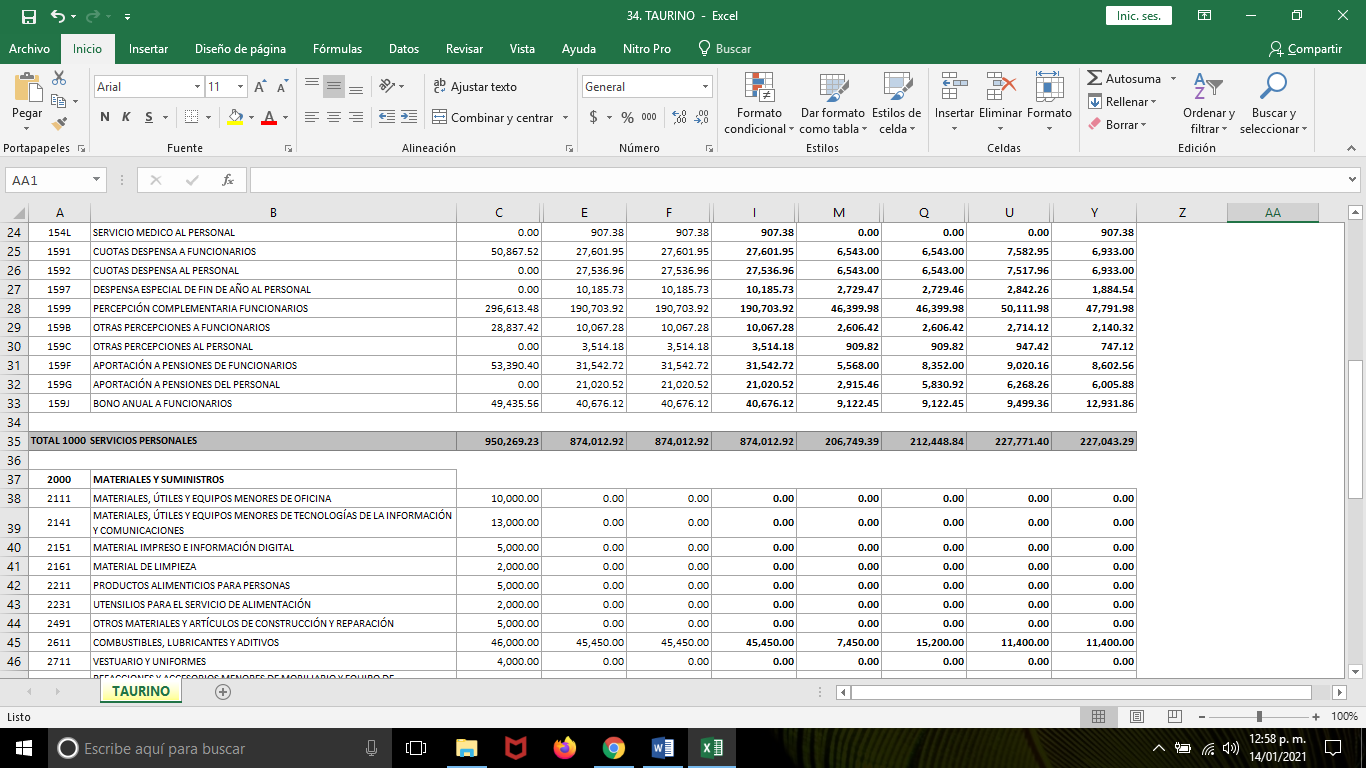 34. TAURINO - Excel
Inic. ses.
Archivo Inicio Insertar Diseño de página Fórmulas Datos Revisar Vista Ayuda Nitro Pro Buscar Compartir
Pegar
Arial 11 A A
N K S A
ab Ajustar texto
Combinar y centrar
General
$ % 000
Formato condicional
Dar formato como tabla
Estilos de celda
Insertar Eliminar Formato
Autosuma
Rellenar
Borrar
Ordenar y filtrar
Buscar y seleccionar
Portapapeles Fuente Alineación Número Estilos Celdas Edición
AA1 fx
A B C E F I M Q U Y Z AA
24 154L SERVICIO MEDICO AL PERSONAL 0.00 907.38 907.38 907.38 0.00 0.00 0.00 907.38
25 1591 CUOTAS DESPENSA A FUNCIONARIOS 50,867.52 27,601.95 27,601.95 27,601.95 6,543.00 6,543.00 7,582.95 6,933.00
26 1592 CUOTAS DESPENSA AL PERSONAL 0.00 27,536.96 27,536.96 27,536.96 6,543.00 6,543.00 7,517.96 6,933.00
27 1597 DESPENSA ESPECIAL DE FIN DE AÑO AL PERSONAL 0.00 10,185.73 10,185.73 10,185.73 2,729.47 2,729.46 2,842.26 1,884.54
28 1599 PERCEPCIÓN COMPLEMENTARIA FUNCIONARIOS 296,613.48 190,703.92 190,703.92 190,703.92 46,399.98 46,399.98 50,111.98 47,791.98
29 159B OTRAS PERCEPCIONES A FUNCIONARIOS 28,837.42 10,067.28 10,067.28 10,067.28 2,606.42 2,606.42 2,714.12 2,140.32
30 159C OTRAS PERCEPCIONES AL PERSONAL 0.00 3,514.18 3,514.18 3,514.18 909.82 909.82 947.42 747.12
31 159F APORTACIÓN A PENSIONES DE FUNCIONARIOS 53,390.40 31,542.72 31,542.72 31,542.72 5,568.00 8,352.00 9,020.16 8,602.56
32 159G APORTACIÓN A PENSIONES DEL PERSONAL 0.00 21,020.52 21,020.52 21,020.52 2,915.46 5,830.92 6,268.26 6,005.88
33 159J BONO ANUAL A FUNCIONARIOS 49,435.56 40,676.12 40,676.12 40,676.12 9,122.45 9,122.45 9,499.36 12,931.86
34
35 TOTAL 1000 SERVICIOS PERSONALES 950,269.23 874,012.92 874,012.92 874,012.92 206,749.39 212,448.84 227,771.40 227,043.29
36
37 2000 MATERIALES Y SUMINISTROS
38 2111 MATERIALES, ÚTILES Y EQUIPOS MENORES DE OFICINA 10,000.00 0.00 0.00 0.00 0.00 0.00 0.00 0.00
39 2141 MATERIALES, ÚTILES Y EQUIPOS MENORES DE TECNOLOGÍAS DE LA INFORMACIÓN
Y COMUNICACIONES 13,000.00 0.00 0.00 0.00 0.00 0.00 0.00 0.00
40 2151 MATERIAL IMPRESO E INFORMACIÓN DIGITAL 5,000.00 0.00 0.00 0.00 0.00 0.00 0.00 0.00
41 2161 MATERIAL DE LIMPIEZA 2,000.00 0.00 0.00 0.00 0.00 0.00 0.00 0.00
42 2211 PRODUCTOS ALIMENTICIOS PARA PERSONAS 5,000.00 0.00 0.00 0.00 0.00 0.00 0.00 0.00
43 2231 UTENSILIOS PARA EL SERVICIO DE ALIMENTACIÓN 2,000.00 0.00 0.00 0.00 0.00 0.00 0.00 0.00
44 2491 OTROS MATERIALES Y ARTÍCULOS DE CONSTRUCCIÓN Y REPARACIÓN 5,000.00 0.00 0.00 0.00 0.00 0.00 0.00 0.00
45 2611 COMBUSTIBLES, LUBRICANTES Y ADITIVOS 46,000.00 45,450.00 45,450.00 45,450.00 7,450.00 15,200.00 11,400.00 11,400.00
46 2711 VESTUARIO Y UNIFORMES 4,000.00 0.00 0.00 0.00 0.00 0.00 0.00 0.00
REFACCIONES Y ACCESORIOS MENORES DE MOBILIARIO Y EQUIPO DE
TAURINO
Listo 100%
Escribe aquí para buscar
12:58 p. m.
14/01/2021